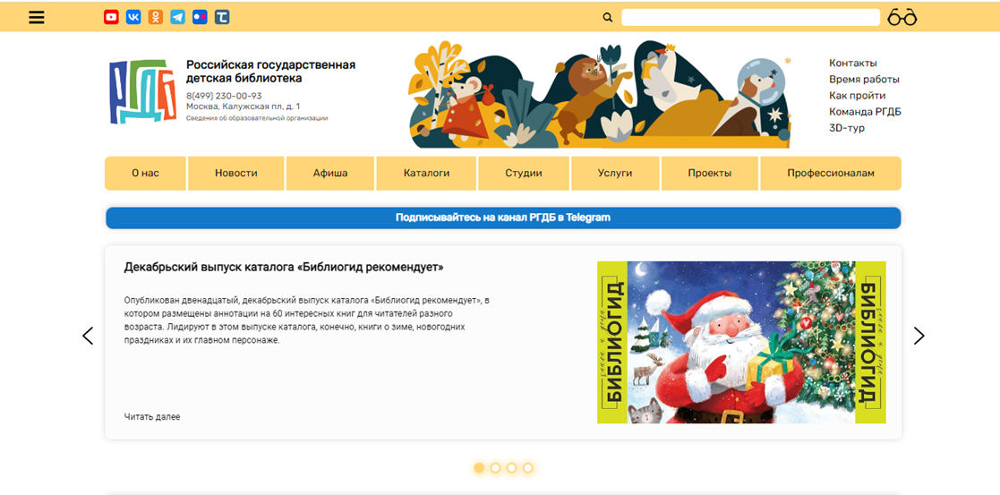 РГДБ
Российская государственная
детская библиотека
8(499) 230-00-93
Москва, Калужская пл, д. 1
Сведения об образовательной организации
Контакты
Время работы
Как пройти
Команда РГДБ
3D-тур
О нас
Новости
Афиша
Каталоги
Студии
Услуги
Проекты
Профессионалам
Подписывайтесь на канал РГДБ в Telegram
Декабрьский выпуск каталога «Библиогид рекомендует»
Опубликован двенадцатый, декабрьский выпуск каталога «Библиогид рекомендует», в
котором размещены аннотации на 60 интересных книг для читателей разного
возраста. Лидируют в этом выпуске каталога, конечно, книги о зиме, новогодних
праздниках и их главном персонаже.
Читать далее
БИБЛИОГИД
БИБЛИОГИД